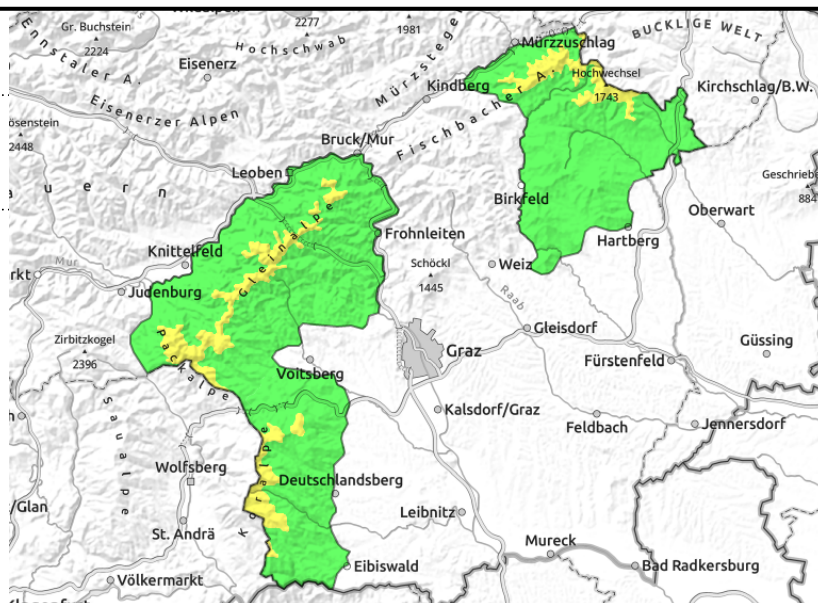 Gr. Buchstein
2224
2277
1981
Ennstaler A.
Hochschwab
Mürzsteger
Mürzzuschlag
BUCKLIGE WELT
Eisenerz
Hochwechsel
1743
Kindberg
Kirchschlag/B.W.
Eisenerzer Alpen
Fischbacher A.
2448
Bruck/Mur
Leoben
Geschriebe
884
auern
Birkfeld
Oberwart
Frohnleiten
Hartberg
Knittelfeld
Gleinalpe
Schöckl
1445
Weiz
Mur
Judenburg
Raab
Gleisdorf
Zirbitzkogel
2396
Packalpe
Graz
Güssing
Voitsberg
Fürstenfeld
Saualpe
Kalsdorf/Graz
Feldbach
Jennersdorf
Wolfsberg
Koralpe
Deutschlandsberg
/Glan
Leibnitz
St. Andrä
Mureck
Eibiswald
Bad Radkersburg
Völkermarkt